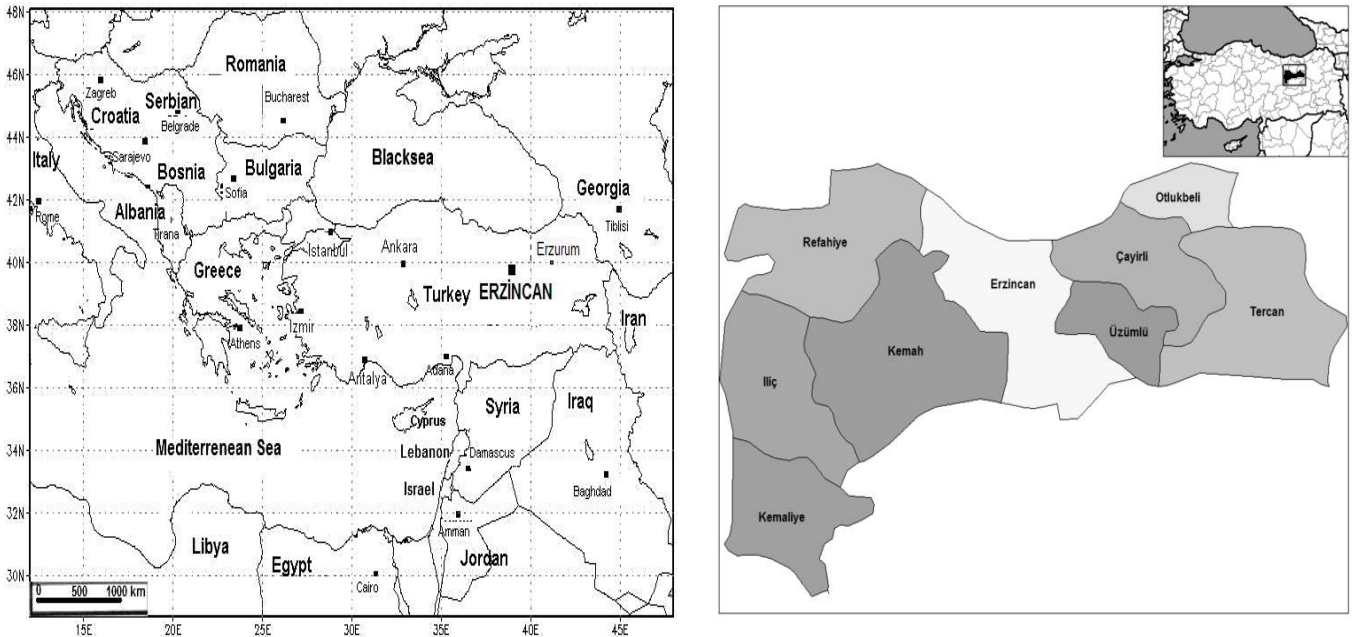 48N
46N
44N
42N
40N
38N
36N
34N
32N
30N
Romania
Zagreb
Bucharest
Serbian
Croatia
Belgrade
Sarajevo
Italy
Bosnia
Bulgaria
Blacksea
Sofia
Georgia
Rome
Albania
Tirana
Tiblisi
Istanbul
Ankara
Erzurum
Greece
Turkey
ERZİNCAN
Iran
Izmir
Athens
Antalya
Adana
Syria
Iraq
Cyprus
Mediterranean Sea
Lebanon
Damascus
Israel
Baghdad
Amman
Libya
Egypt
Jordan
Cairo
0 500 1000 km
15E 20E 25E 30E 35E 40E 45E
Otlukbeli
Refahiye
Çayirli
Erzincan
Tercan
Üzümlü
Kemah
Iliç
Kemaliye